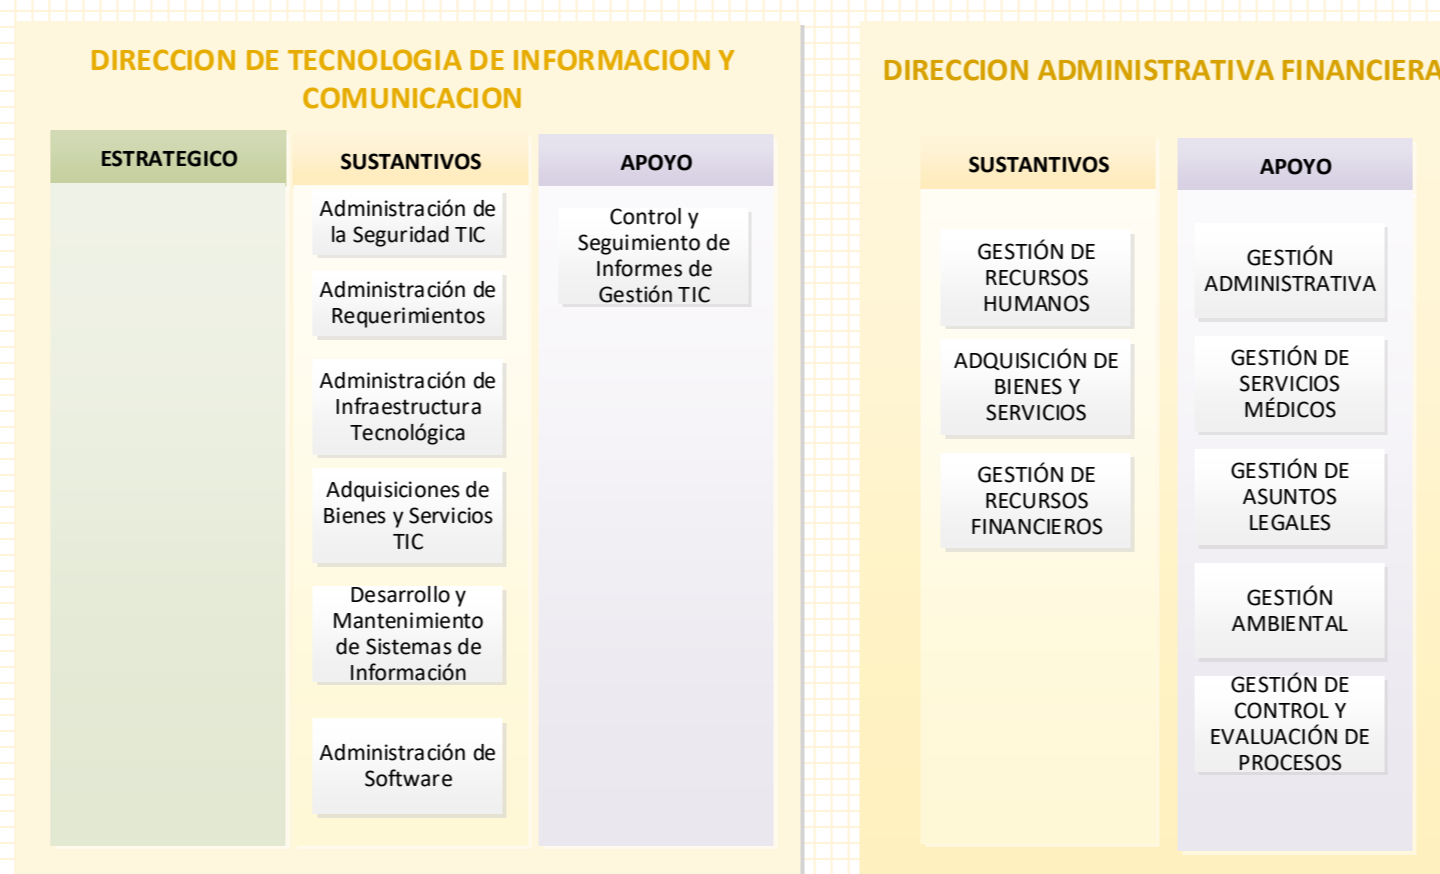 DIRECCION DE TECNOLOGIA DE INFORMACION Y
COMUNICACION
ESTRATEGICO
SUSTANTIVOS
Administración de
la Seguridad TIC
Administración de
Requerimientos
Administración de
Infraestructura
Tecnológica
Adquisiciones de
Bienes y Servicios
TIC
Desarrollo y
Mantenimiento
de Sistemas de
Información
Administración de
Software
APOYO
Control y
Seguimiento de
Informes de
Gestión TIC
DIRECCION ADMINISTRATIVA FINANCIERA
SUSTANTIVOS
GESTIÓN DE
RECURSOS
HUMANOS
ADQUISICIÓN DE
BIENES Y
SERVICIOS
GESTIÓN DE
RECURSOS
FINANCIEROS
APOYO
GESTIÓN
ADMINISTRATIVA
GESTIÓN DE
SERVICIOS
MÉDICOS
GESTIÓN DE
ASUNTOS
LEGALES
GESTIÓN
AMBIENTAL
GESTIÓN DE
CONTROL Y
EVALUACIÓN DE
PROCESOS